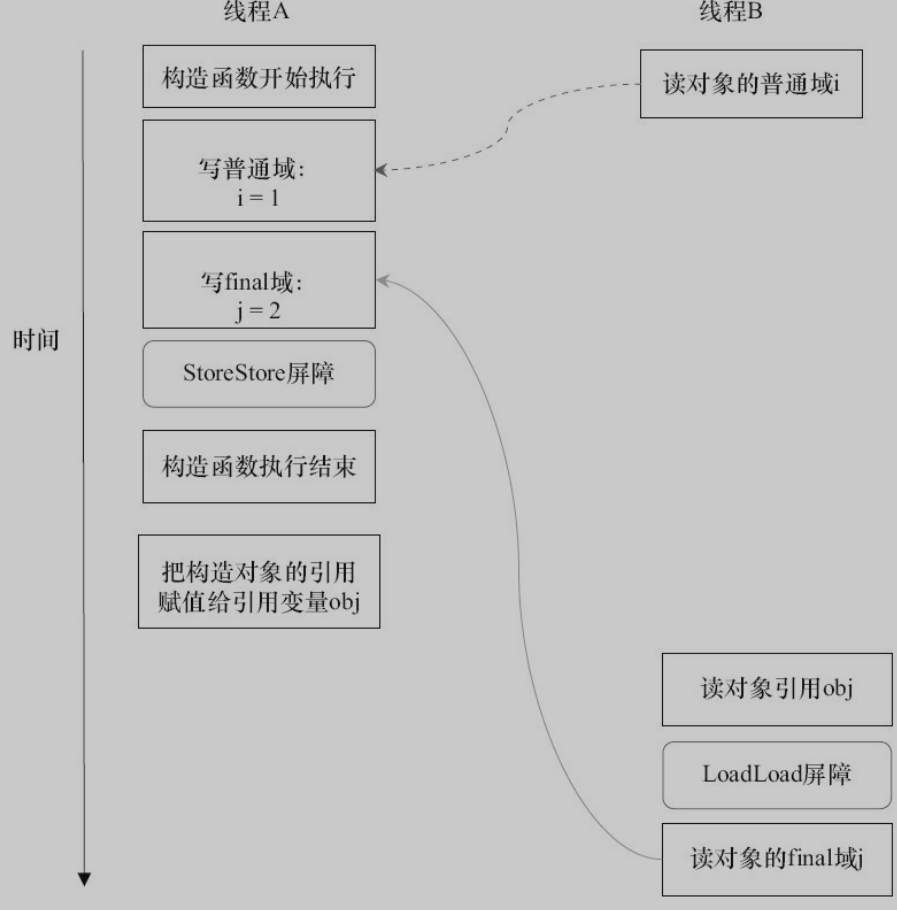 线程A
线程B
构造函数开始执行
读对象的普通域i
写普通域：
i = 1
写final域：
j = 2
时间
StoreStore屏障
构造函数执行结束
把构造对象的引用
赋值给引用变量obj
读对象引用obj
LoadLoad屏障
读对象的final域j